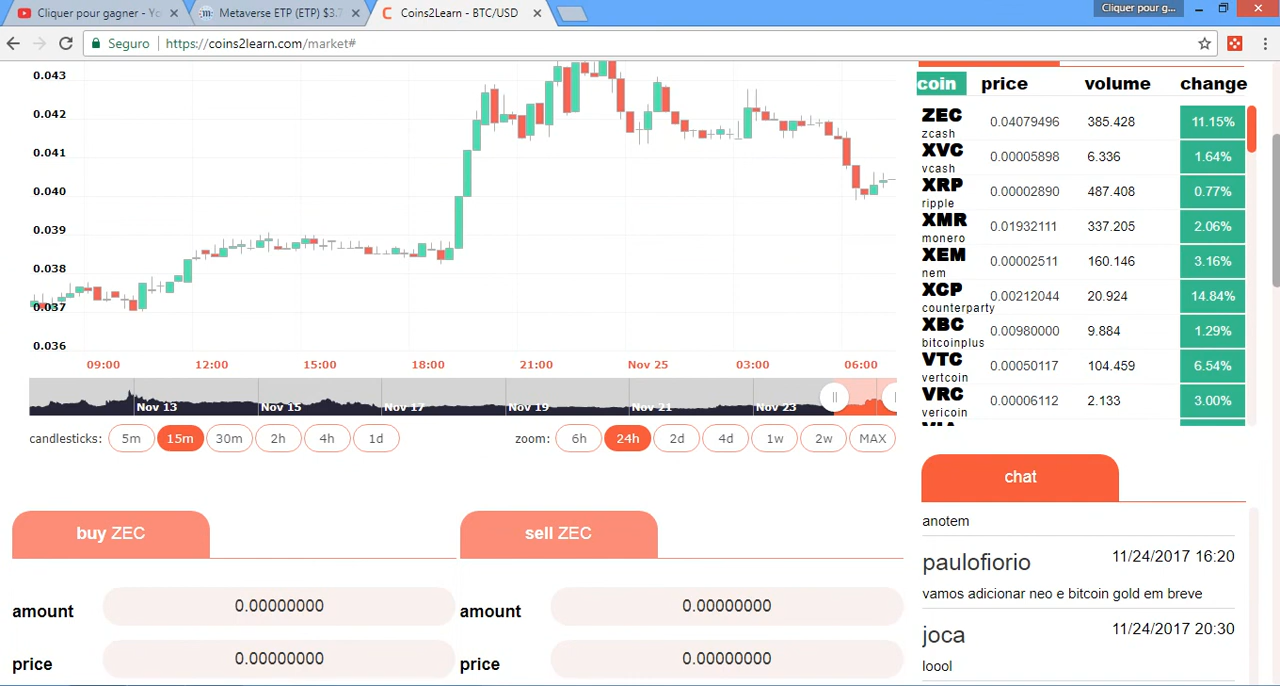 Cliquer pour gagner - Yo
Metaverse ETP (ETP) $3.7
Coins2Learn - BTC/USD
Cliquer pour g...
Seguro
https://coins2learn.com/market#
0.043
0.042
0.041
0.040
0.039
0.038
0.037
0.036
09:00 12:00 15:00 18:00 21:00 Nov 25 03:00 06:00
Nov 13 Nov 15 Nov 17 Nov 19 Nov 21 Nov 23
candlesticks: 5m 15m 30m 2h 4h 1d
zoom: 6h 24h 2d 4d 1w 2w MAX
buy ZEC
amount 0.00000000
price 0.00000000
sell ZEC
amount 0.00000000
price 0.00000000
coin price volume change
ZEC 0.04079496 385.428 11.15%
zcash
XVC 0.00005898 6.336 1.64%
vcash
XRP 0.00002890 487.408 0.77%
ripple
XMR 0.01932111 337.205 2.06%
monero
XEM 0.00002511 160.146 3.16%
nem
XCP 0.00212044 20.924 14.84%
counterparty
XBC 0.00980000 9.884 1.29%
bitcoinplus
VTC 0.00050117 104.459 6.54%
vertcoin
VRC 0.00006112 2.133 3.00%
vericoin
chat
anotem
paulofiorio 11/24/2017 16:20
vamos adicionar neo e bitcoin gold em breve
joca 11/24/2017 20:30
loool